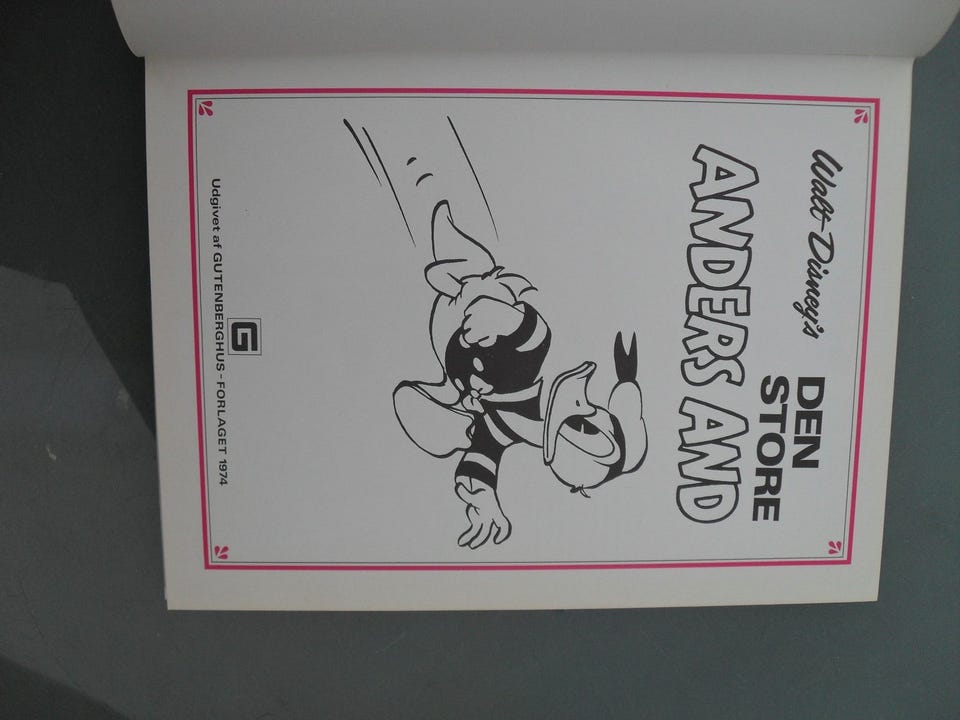 Walt Disney's
DEN
STORE
ANDERS AND
G
Udgivet af GUTENBERGHUS-FORLAGET 1974